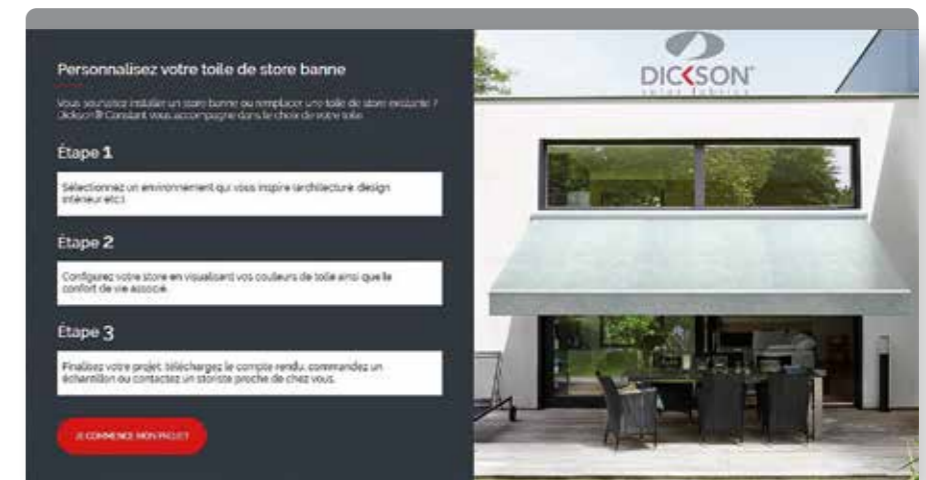 Personnalisez votre toile de store banne
Vous souhaitez installer un store banne ou remplacer une toile de store existante ?
Dickson® Constant vous accompagne dans le choix de votre toile.
Étape 1
Sélectionnez un environnement qui vous inspire (architecture, design
intérieur etc.).
Étape 2
Configurez votre store en visualisant vos couleurs de toile ainsi que le
confort de vie associé.
Étape 3
Finalisez votre projet, téléchargez le compte rendu, commandez un
échantillon ou contactez un storiste proche de chez vous.
JE COMMENCE MON PROJET
DICKSON®
solar fabrics